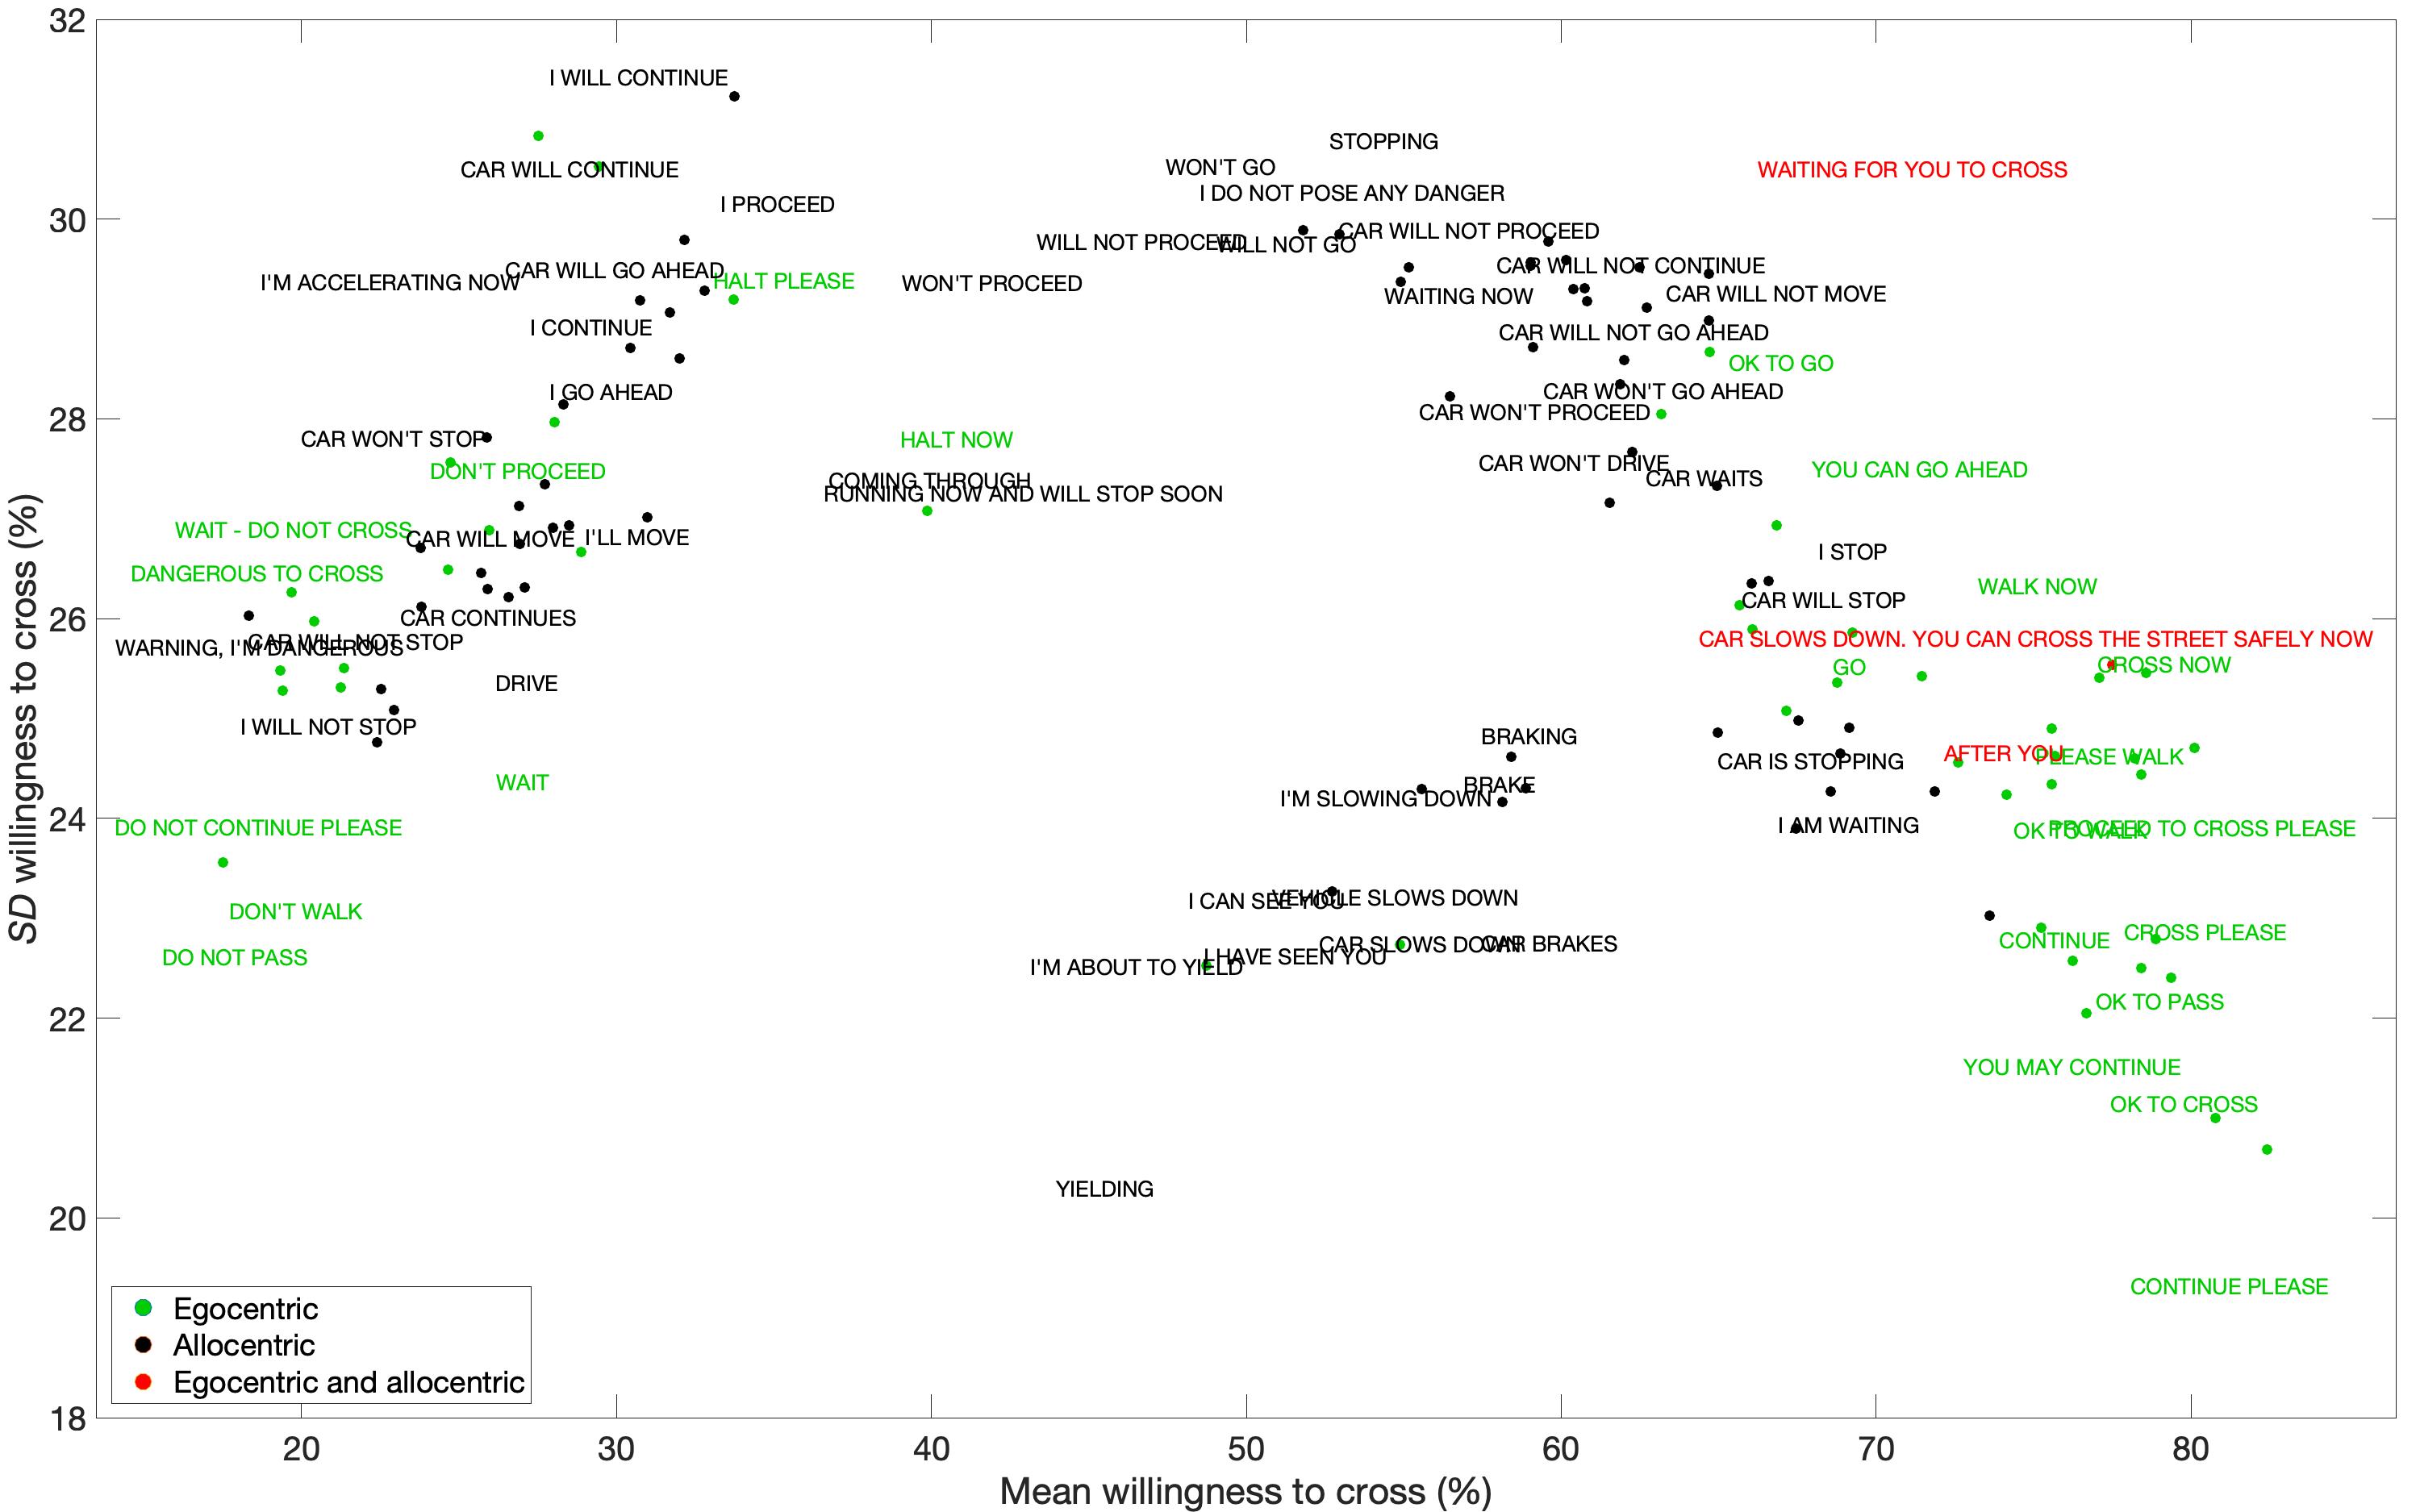 32
I WILL CONTINUE
STOPPING
WON'T GO
CAR WILL CONTINUE
WAITING FOR YOU TO CROSS
I DO NOT POSE ANY DANGER
I PROCEED
30
CAR WILL NOT PROCEED
WILL NOT PROCEED
WILL NOT GO
CAR WILL NOT CONTINUE
CAR WILL GO AHEAD
I'M ACCELERATING NOW
HALT PLEASE
WON'T PROCEED
WAITING NOW
CAR WILL NOT MOVE
I CONTINUE
CAR WILL NOT GO AHEAD
OK TO GO
I GO AHEAD
CAR WON'T GO AHEAD
28
CAR WON'T PROCEED
CAR WON'T STOP
HALT NOW
DON'T PROCEED
CAR WON'T DRIVE
YOU CAN GO AHEAD
COMING THROUGH
CAR WAITS
RUNNING NOW AND WILL STOP SOON
WAIT - DO NOT CROSS
CAR WILL MOVE
I'LL MOVE
I STOP
DANGEROUS TO CROSS
WALK NOW
CAR WILL STOP
26
CAR CONTINUES
CAR WILL NOT STOP
WARNING, I'M DANGEROUS
CAR SLOWS DOWN. YOU CAN CROSS THE STREET SAFELY NOW
GO
CROSS NOW
DRIVE
I WILL NOT STOP
BRAKING
AFTER YOU
PLEASE WALK
CAR IS STOPPING
WAIT
BRAKE
I'M SLOWING DOWN
24
DO NOT CONTINUE PLEASE
I AM WAITING
OK TO WALK
PROCEED TO CROSS PLEASE
I CAN SEE YOU
VEHICLE SLOWS DOWN
DON'T WALK
CROSS PLEASE
CONTINUE
CAR SLOWS DOWN
CAR BRAKES
DO NOT PASS
I HAVE SEEN YOU
I'M ABOUT TO YIELD
22
OK TO PASS
YOU MAY CONTINUE
OK TO CROSS
YIELDING
20
CONTINUE PLEASE
Egocentric
Allocentric
Egocentric and allocentric
18
20 30 40 50 60 70 80
Mean willingness to cross (%)
SD willingness to cross (%)